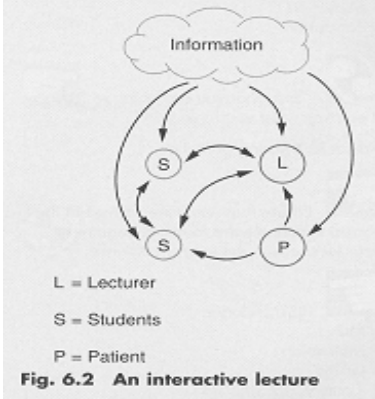 Information
S
L
S
P
L = Lecturer
S = Students
P = Patient
Fig. 6.2 An interactive lecture